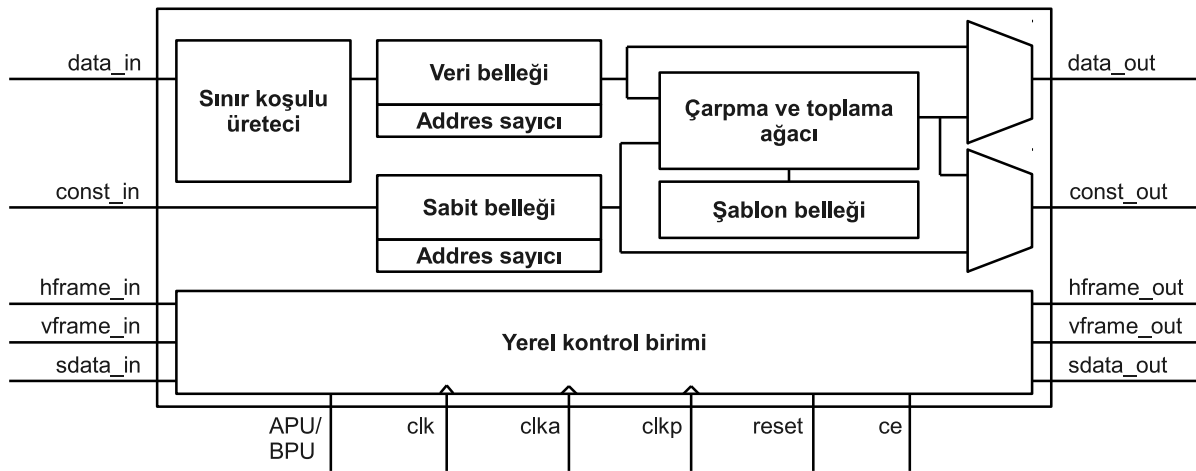 data_in
Sınır koşulu
üreteci
Veri belleği
Addres sayıcı
Çarpma ve toplama
ağacı
data_out
const_in
Sabit belleği
Addres sayıcı
Şablon belleği
const_out
hframe_in
vframe_in
sdata_in
Yerel kontrol birimi
hframe_out
vframe_out
sdata_out
APU/
BPU
clk
clka
clkp
reset
ce